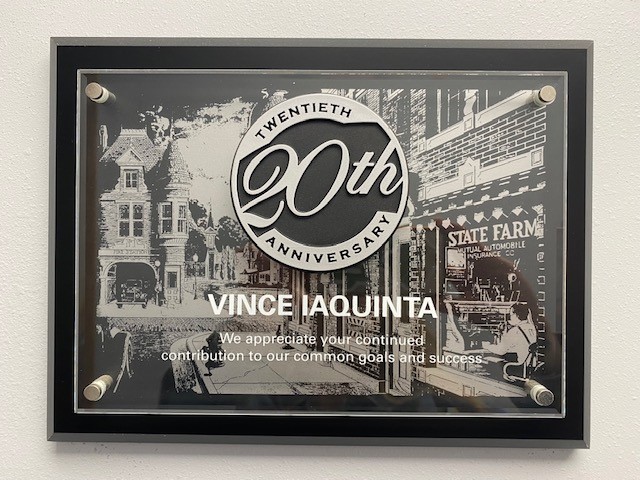 TWENTIETH
20th
ANNIVERSARY
STATE FARM
MUTUAL AUTOMOBILE
INSURANCE CO
VINCE IAQUINTA
We appreciate your continued
contribution to our common goals and success